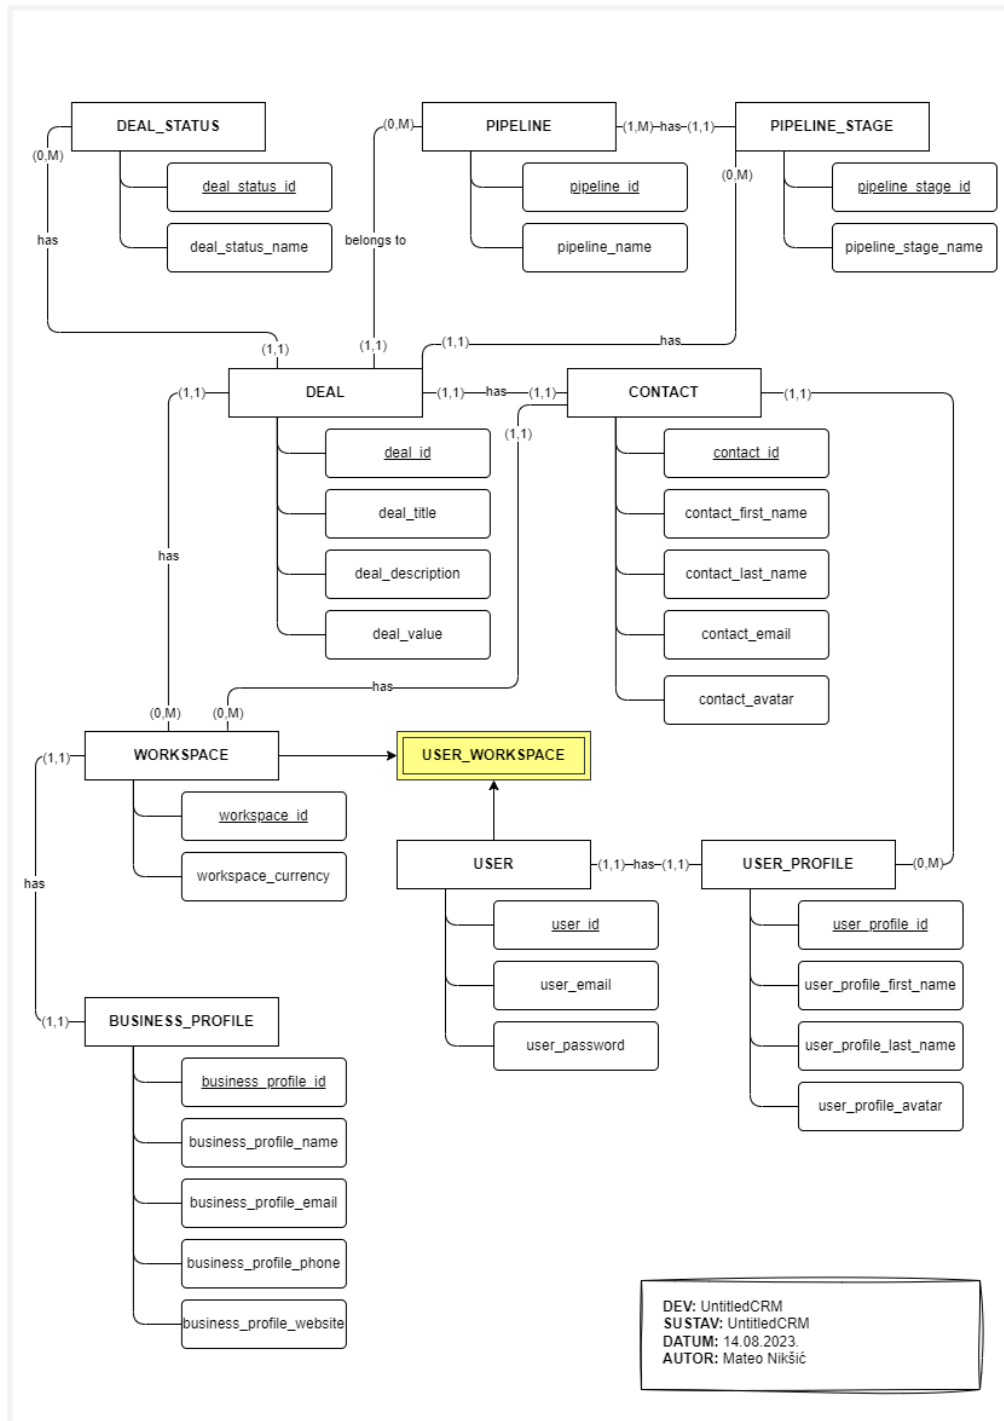 DEAL_STATUS
PIPELINE
PIPELINE_STAGE
(0,M)
(1,M)
has
(1,1)
(0,M)
(0,M)
deal_status_id
pipeline_id
pipeline_stage_id
has
belongs to
deal_status_name
pipeline_name
pipeline_stage_name
(1,1)
(1,1)
(1,1)
has
(1,1)
DEAL
(1,1)
has
(1,1)
CONTACT
(1,1)
(1,1)
deal_id
contact_id
deal_title
contact_first_name
has
deal_description
contact_last_name
deal_value
contact_email
has
contact_avatar
(0,M)
(0,M)
(1,1)
WORKSPACE
USER_WORKSPACE
workspace_id
USER
(1,1)
has
(1,1)
USER_PROFILE
(0,M)
has
workspace_currency
user_id
user_profile_id
user_email
user_profile_first_name
(1,1)
BUSINESS_PROFILE
user_password
user_profile_last_name
business_profile_id
user_profile_avatar
business_profile_name
business_profile_email
business_profile_phone
business_profile_website
DEV: UntitledCRM
SUSTAV: UntitledCRM
DATUM: 14.08.2023.
AUTOR: Mateo Nikšić